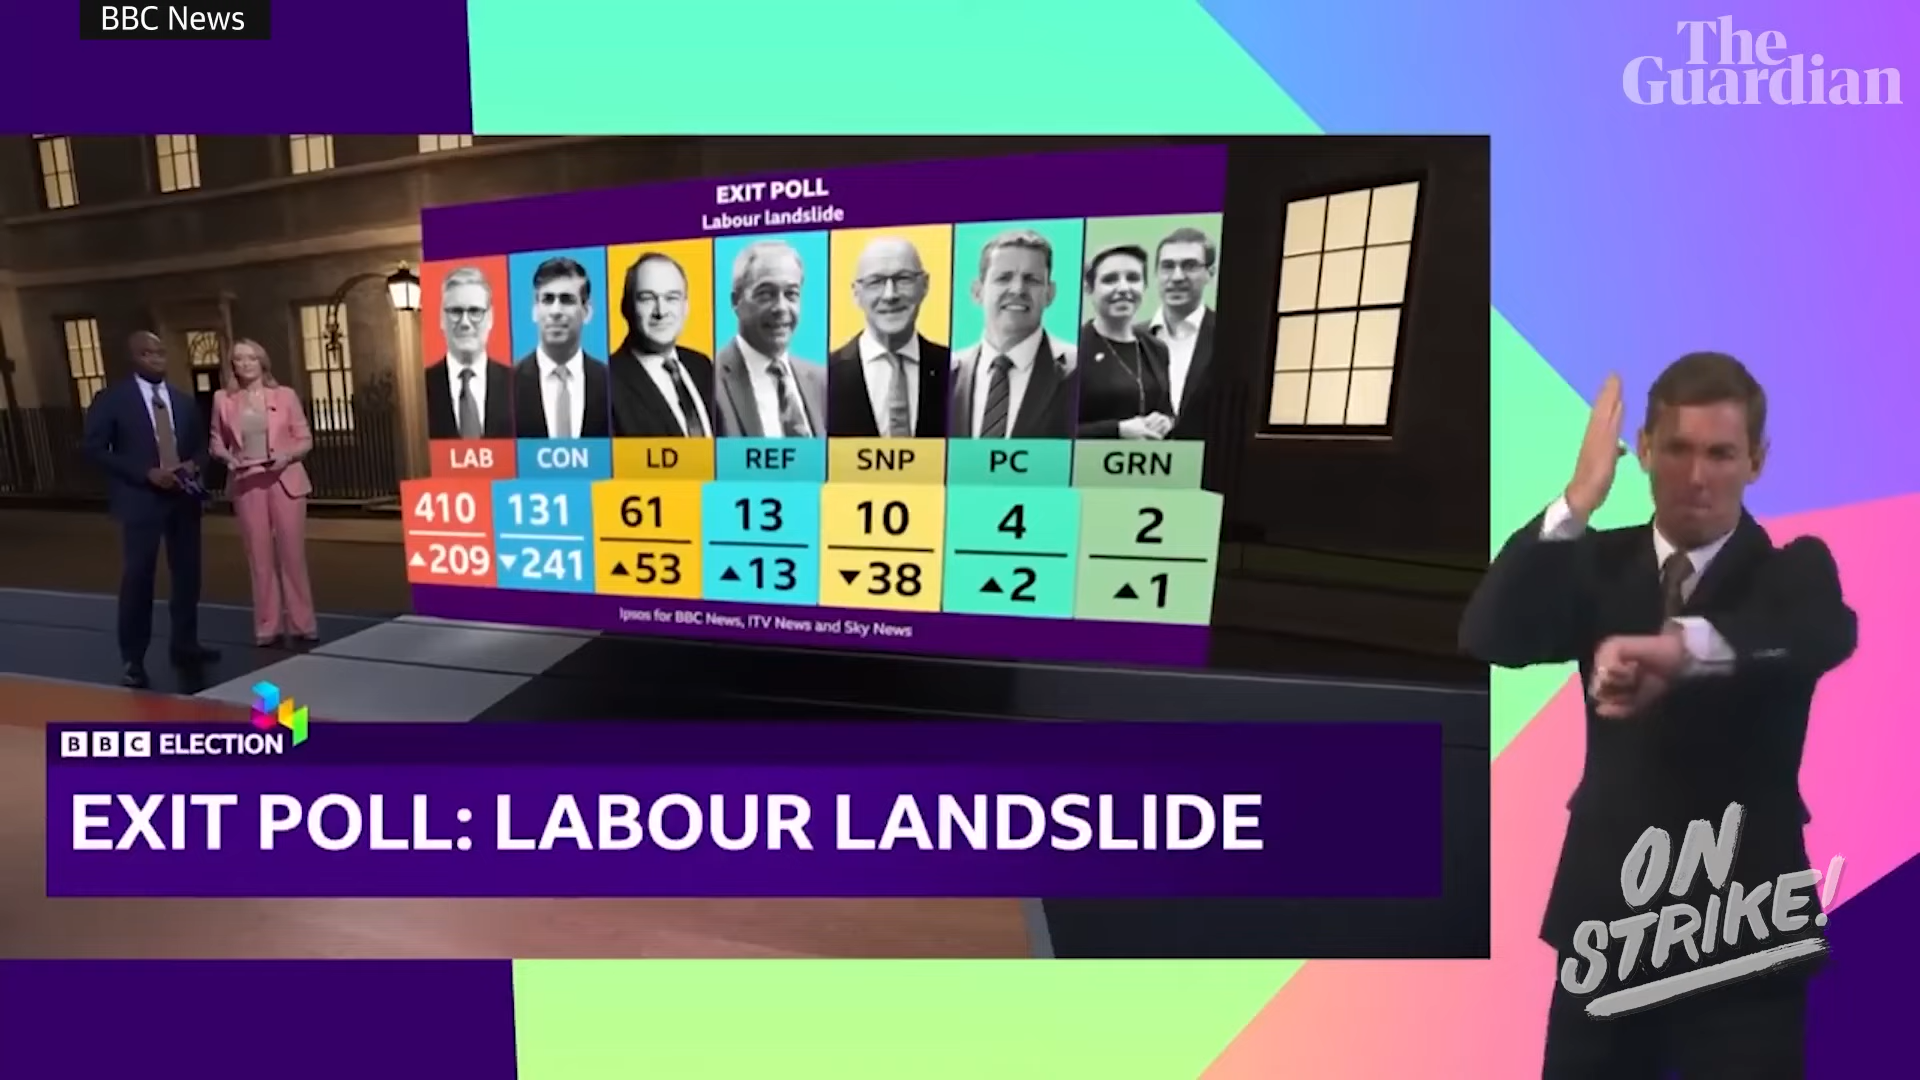 BBC News
The
Guardian
EXIT POLL
Labour landslide
LAB CON LD REF SNP PC GRN
410 131 61 13 10 4 2
▲209 ▼241 ▲53 ▲13 ▼38 ▲2 ▲1
Ipsos for BBC News, ITV News and Sky News
BBC ELECTION
EXIT POLL: LABOUR LANDSLIDE
ON
STRIKE!